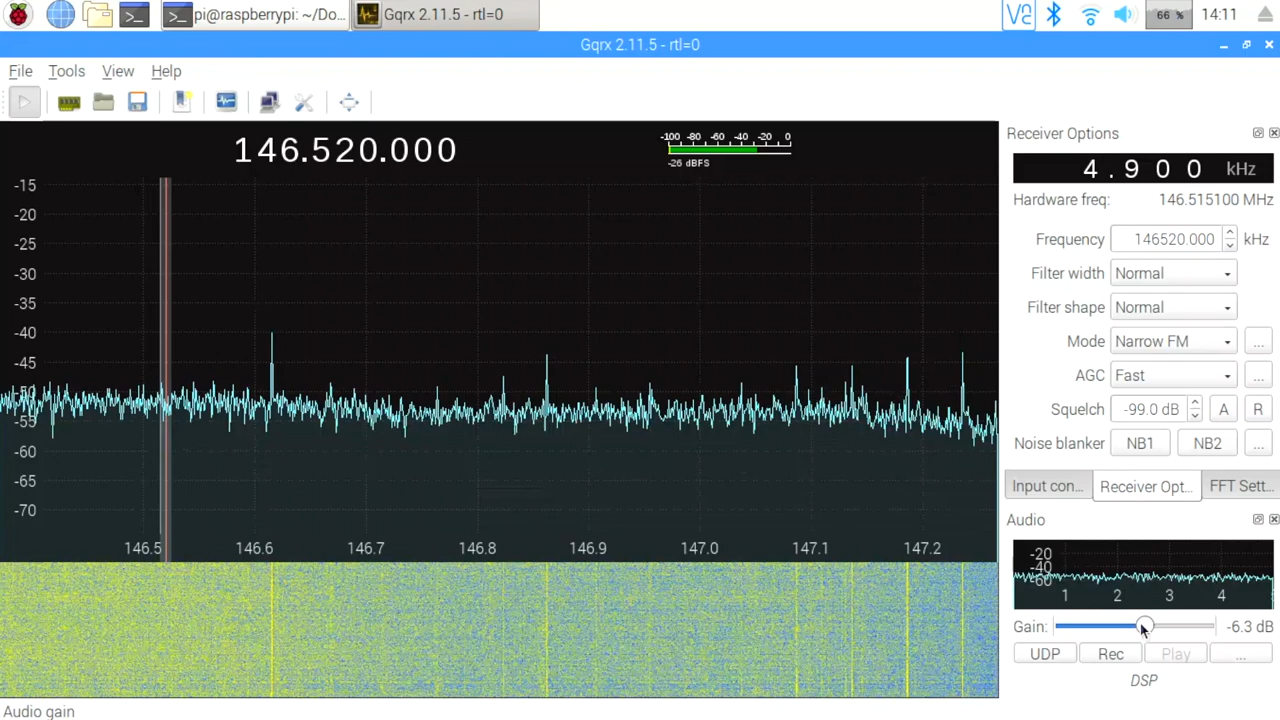 pi@raspberrypi: ~/Do...
Gqrx 2.11.5 - rtl=0
V2
66 %
14:11
Gqrx 2.11.5 - rtl=0
File Tools View Help
146.520.000
-100 -80 -60 -40 -20 0
-26 dBFS
-15
-20
-25
-30
-35
-40
-45
-50
-55
-60
-65
-70
146.5 146.6 146.7 146.8 146.9 147.0 147.1 147.2
Receiver Options
4.900 kHz
Hardware freq: 146.515100 MHz
Frequency 146520.000 kHz
Filter width Normal
Filter shape Normal
Mode Narrow FM ...
AGC Fast ...
Squelch -99.0 dB A R
Noise blanker NB1 NB2 ...
Input con... Receiver Opt... FFT Sett...
Audio
-20
-40
-60
1 2 3 4
Gain: -6.3 dB
UDP Rec Play ...
DSP
Audio gain